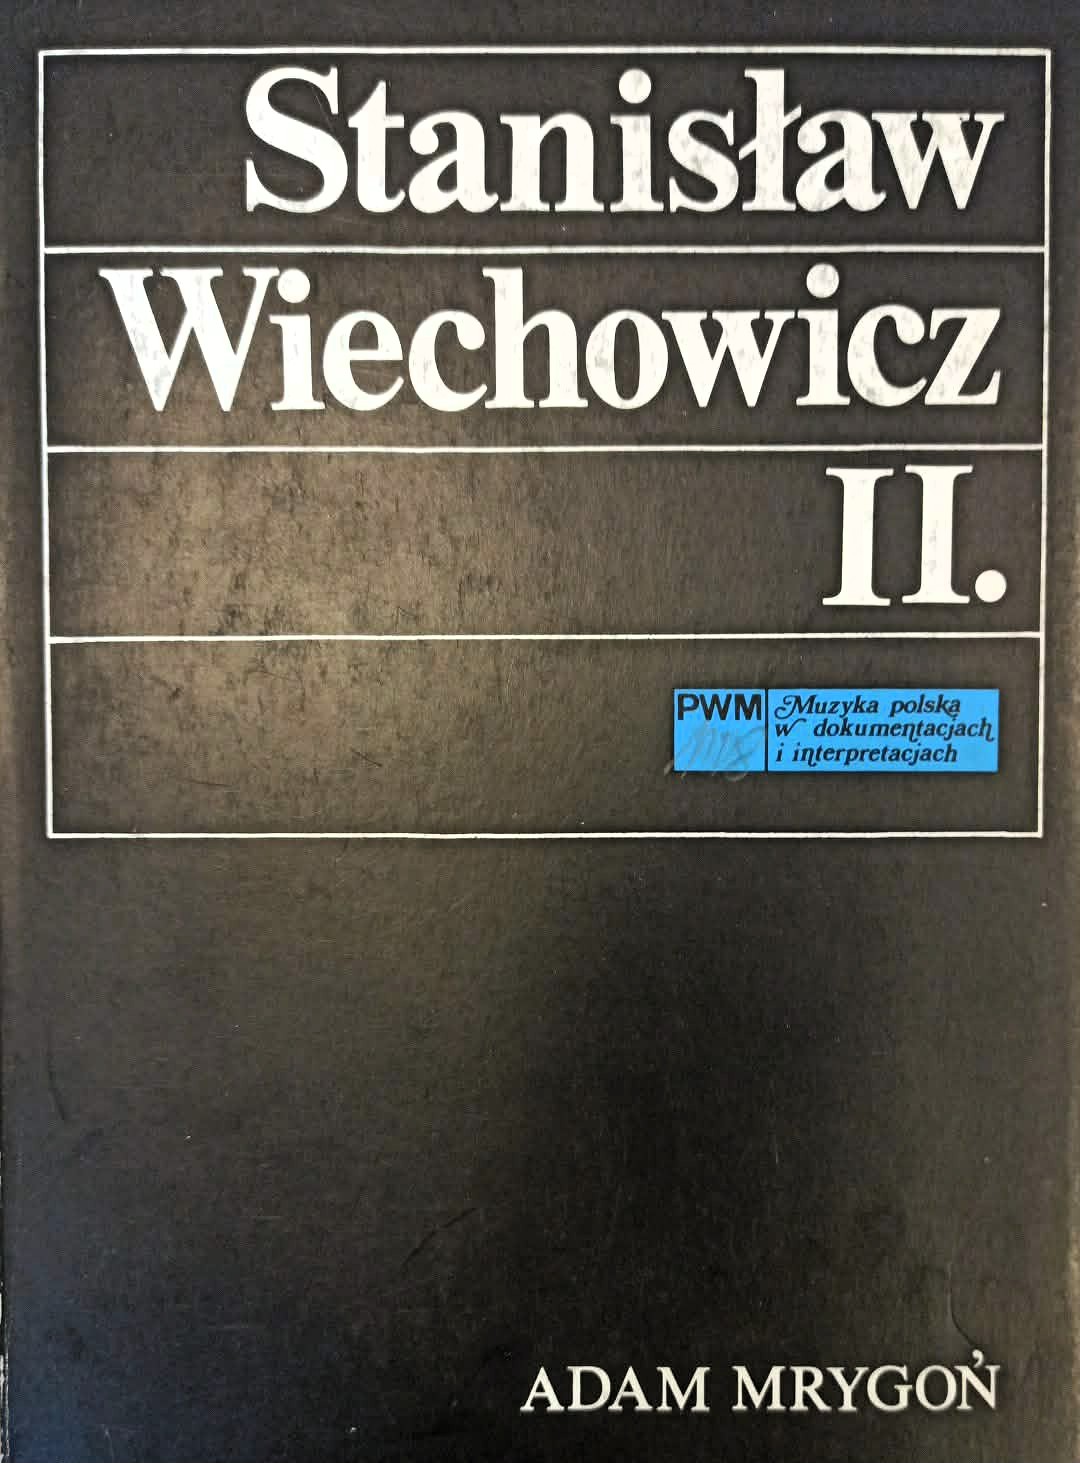 Stanisław
Wiechowicz
II.
PWM
Muzyka polska
w dokumentacjach
i interpretacjach
ADAM MRYGOŃ